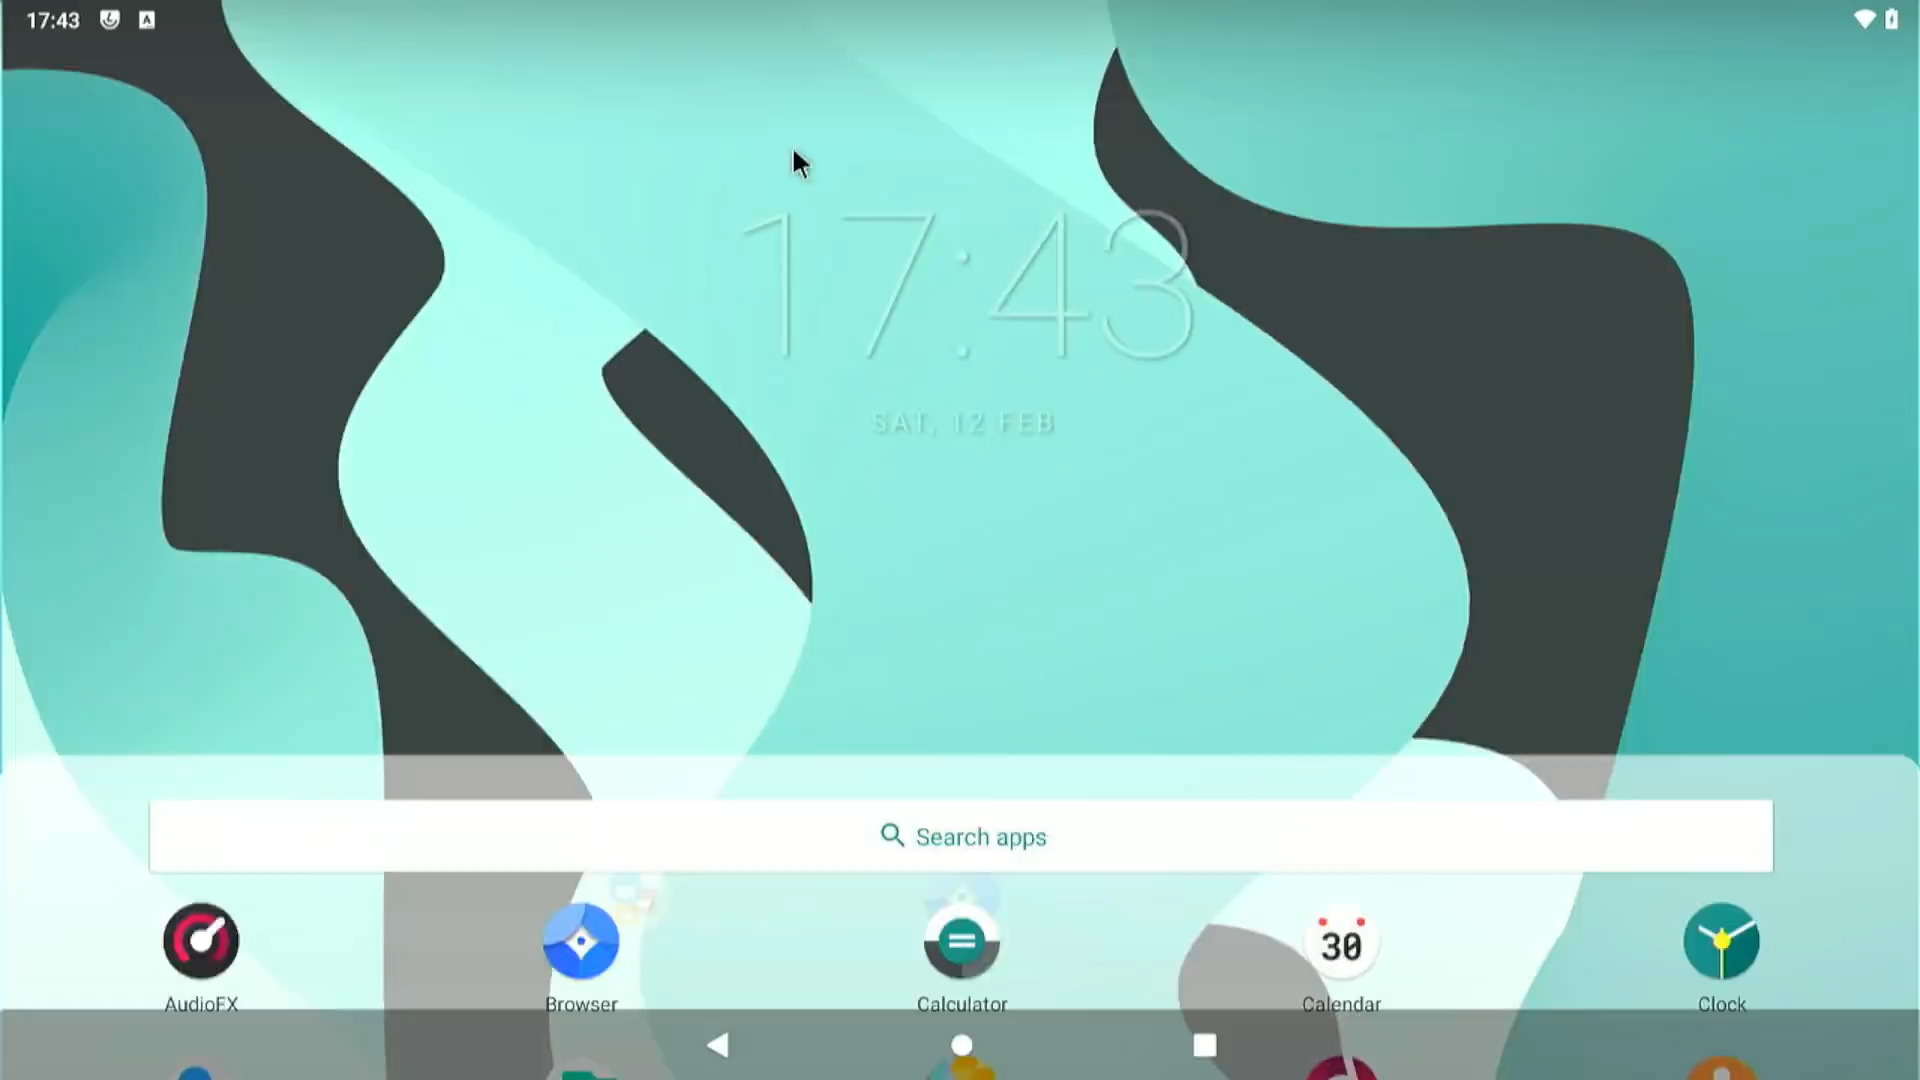 17:43
A
17:43
SAT, 12 FEB
Search apps
30
AudioFX
Browser
Calculator
Calendar
Clock